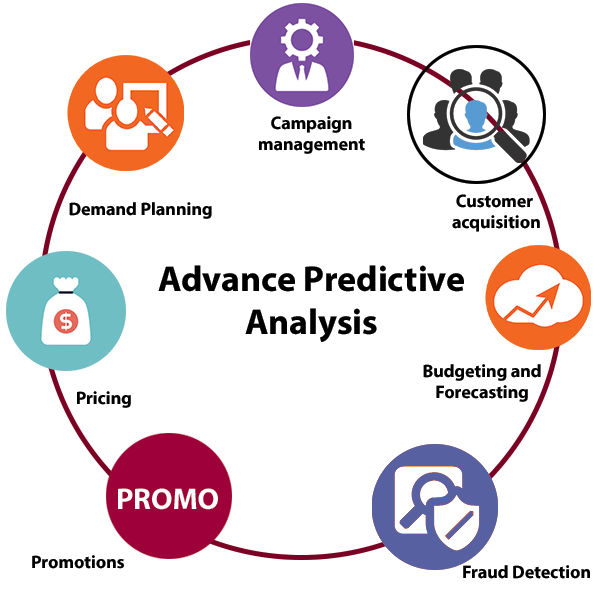 Campaign
management
Customer
acquisition
Demand Planning
Advance Predictive
Analysis
Budgeting and
Forecasting
$
Pricing
PROMO
Promotions
Fraud Detection